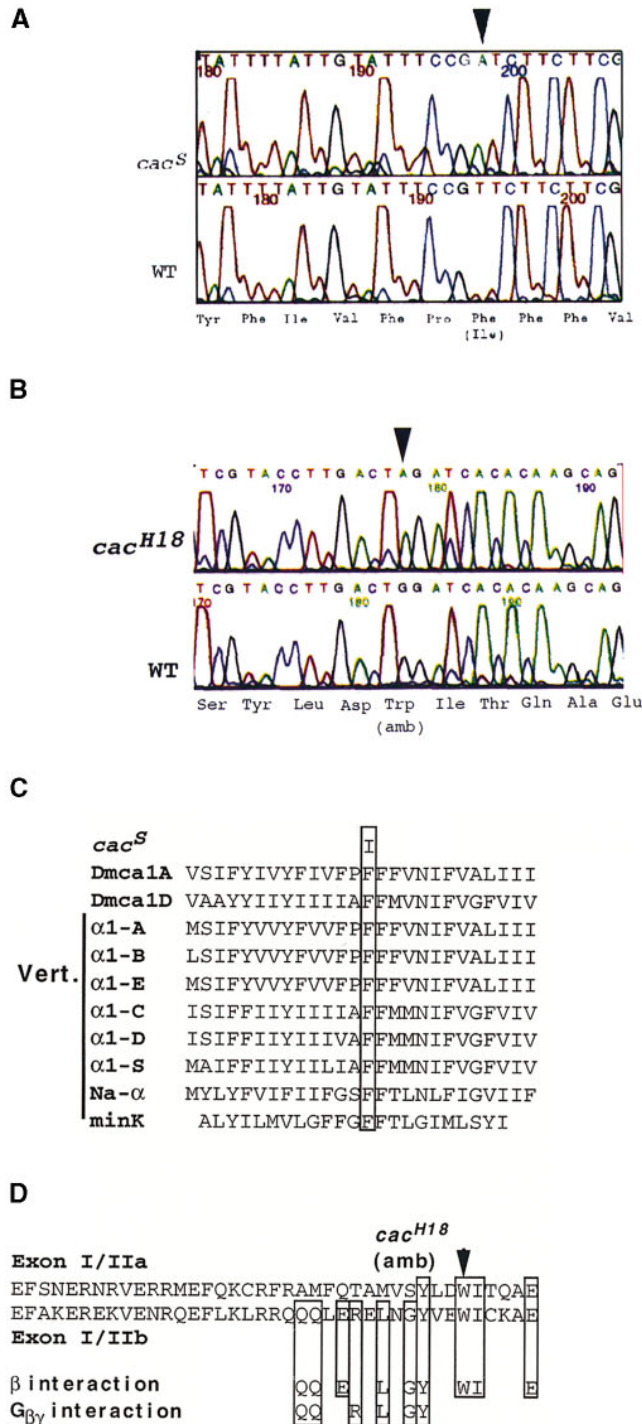 A
TATTTTATTGTATTTCCGATCTTCTTCG
180 190 200
cacS
TATTTTATTGTATTTCCGTTCTTCTTCG
180 190 200
WT
Tyr Phe Ile Val Phe Pro Phe Phe Phe Val
(Ile)
B
TCGTACCTTGACTAGATCACACAAGCAG
170 180 190
cacH18
TCGTACCTTGACTGGATCACACAAGCAG
170 180 190
WT
Ser Tyr Leu Asp Trp Ile Thr Gln Ala Glu
(amb)
C
cacS I
Dmca1A VSIFYIVYFIVFPFFFVNIFVALIII
Dmca1D VAAYYIIYIIIIAFFMVNIFVGFVIV
Vert.
α1-A MSIFYVVYFVVFPFFFVNIFVALIII
α1-B LSIFYVVYFVVFPFFFVNIFVALIII
α1-E MSIFYVVYFVVFPFFFVNIFVALIII
α1-C ISIFFIIYIIIIAFFMMNIFVGFVIV
α1-D ISIFFIIYIIIVAFFMMNIFVGFVIV
α1-S MAIFFIIYIILIAFFMMNIFVGFVIV
Na-α MYLYFVIFIIFGSFFTLNLFIGVIIF
minK ALYILMVLGFFGFFTLGIMLSYI
D
cacH18
(amb)
Exon I/IIa
EFSNERNRVERRMEFQKCRFRAMFQTAMVSYLDWITQAE
EFAKEREKVENRQEFLKLRRQQQLERELNGYVEWICKAE
Exon I/IIb
β interaction QQ E L GY WI E
Gβγ interaction QQ R L GY